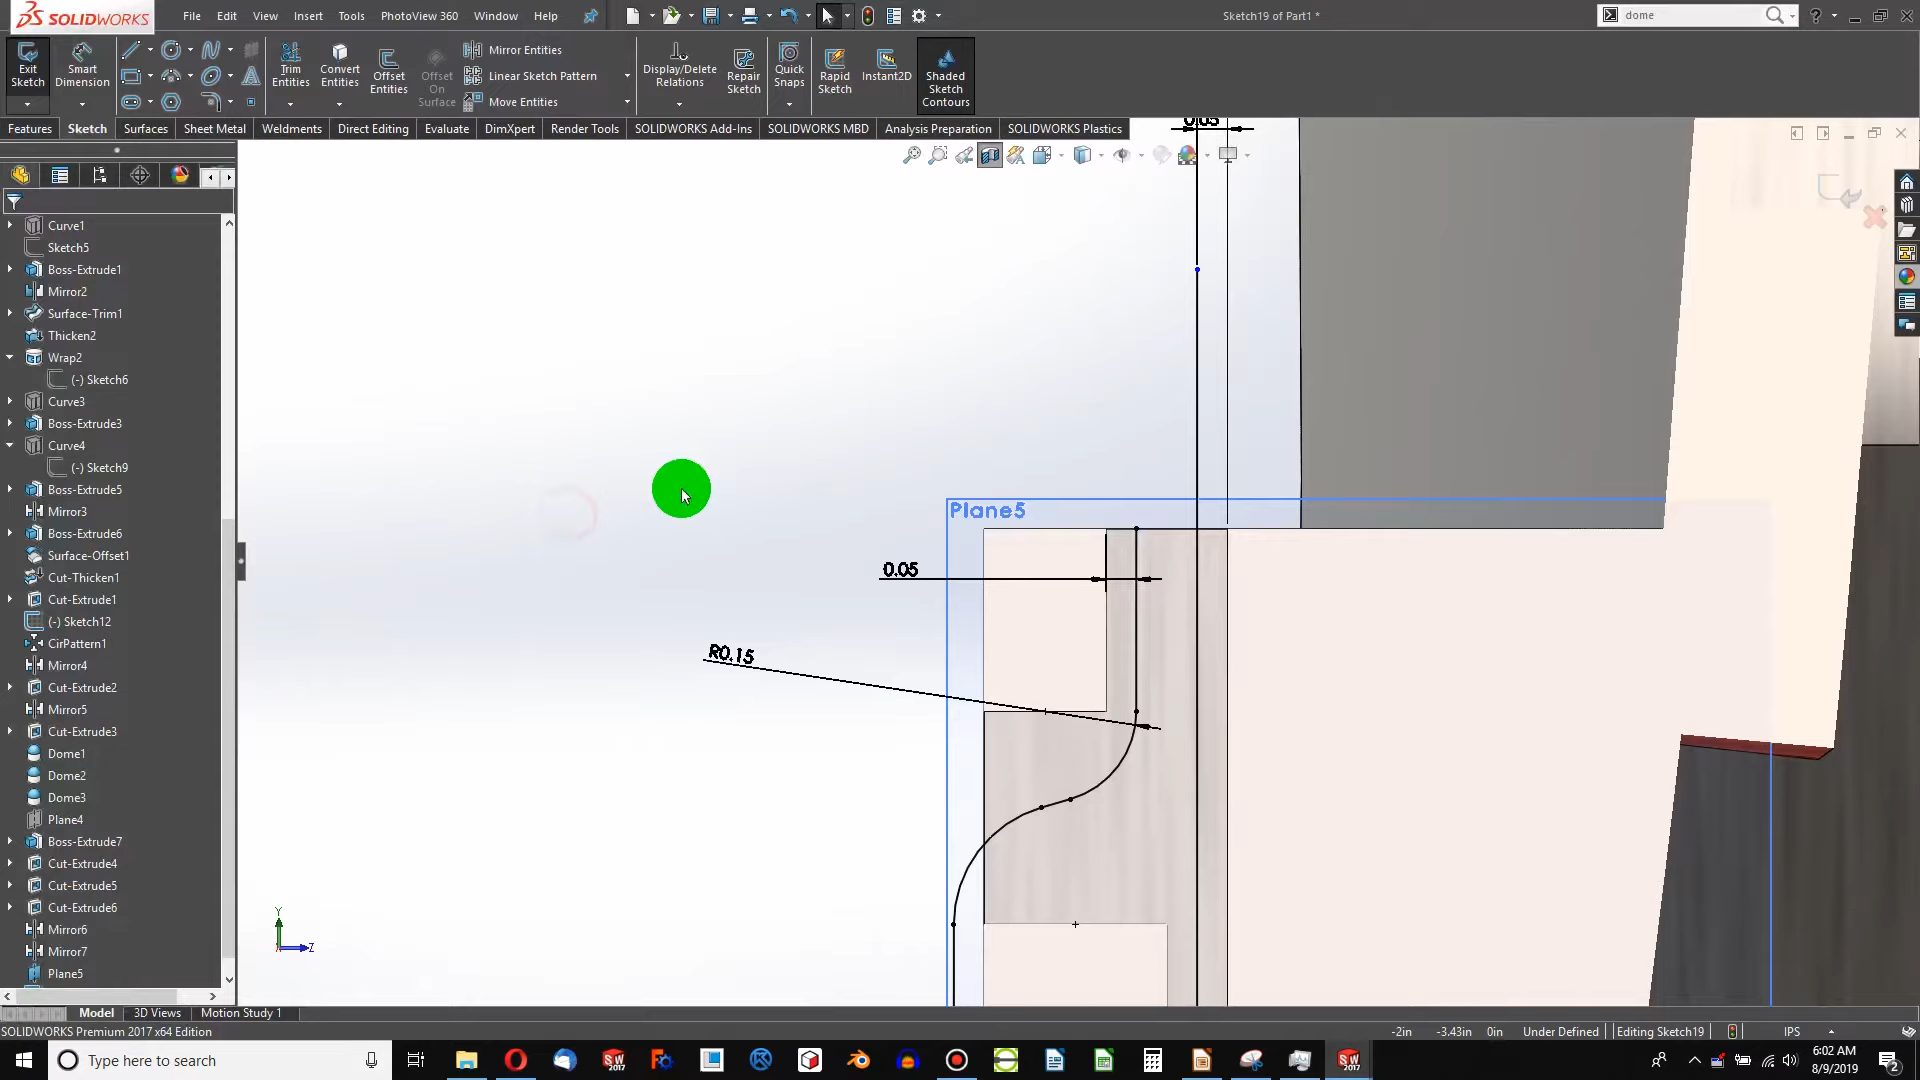 SOLIDWORKS
File Edit View Insert Tools PhotoView 360 Window Help
Sketch19 of Part1 *
dome
Exit Sketch
Smart Dimension
Trim Entities
Convert Entities
Offset Entities
Offset On Surface
Mirror Entities
Linear Sketch Pattern
Move Entities
Display/Delete Relations
Repair Sketch
Quick Snaps
Rapid Sketch
Instant2D
Shaded Sketch Contours
Features Sketch Surfaces Sheet Metal Weldments Direct Editing Evaluate DimXpert Render Tools SOLIDWORKS Add-Ins SOLIDWORKS MBD Analysis Preparation SOLIDWORKS Plastics
Curve1
Sketch5
Boss-Extrude1
Mirror2
Surface-Trim1
Thicken2
Wrap2
(-) Sketch6
Curve3
Boss-Extrude3
Curve4
(-) Sketch9
Boss-Extrude5
Mirror3
Boss-Extrude6
Surface-Offset1
Cut-Thicken1
Cut-Extrude1
(-) Sketch12
CirPattern1
Mirror4
Cut-Extrude2
Mirror5
Cut-Extrude3
Dome1
Dome2
Dome3
Plane4
Boss-Extrude7
Cut-Extrude4
Cut-Extrude5
Cut-Extrude6
Mirror6
Mirror7
Plane5
0.05
Plane5
0.05
R0.15
Y
Z
Model 3D Views Motion Study 1
SOLIDWORKS Premium 2017 x64 Edition
-2in -3.43in 0in Under Defined Editing Sketch19 IPS
Type here to search
6:02 AM
8/9/2019
2